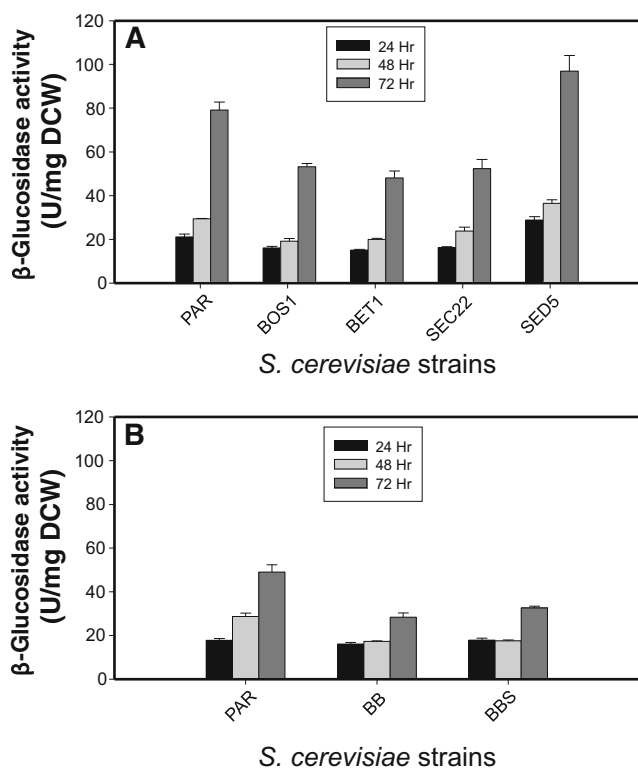 A
24 Hr
48 Hr
72 Hr
β-Glucosidase activity
(U/mg DCW)
120
100
80
60
40
20
0
PAR
BOS1
BET1
SEC22
SED5
S. cerevisiae strains
B
24 Hr
48 Hr
72 Hr
β-Glucosidase activity
(U/mg DCW)
120
100
80
60
40
20
0
PAR
BB
BBS
S. cerevisiae strains